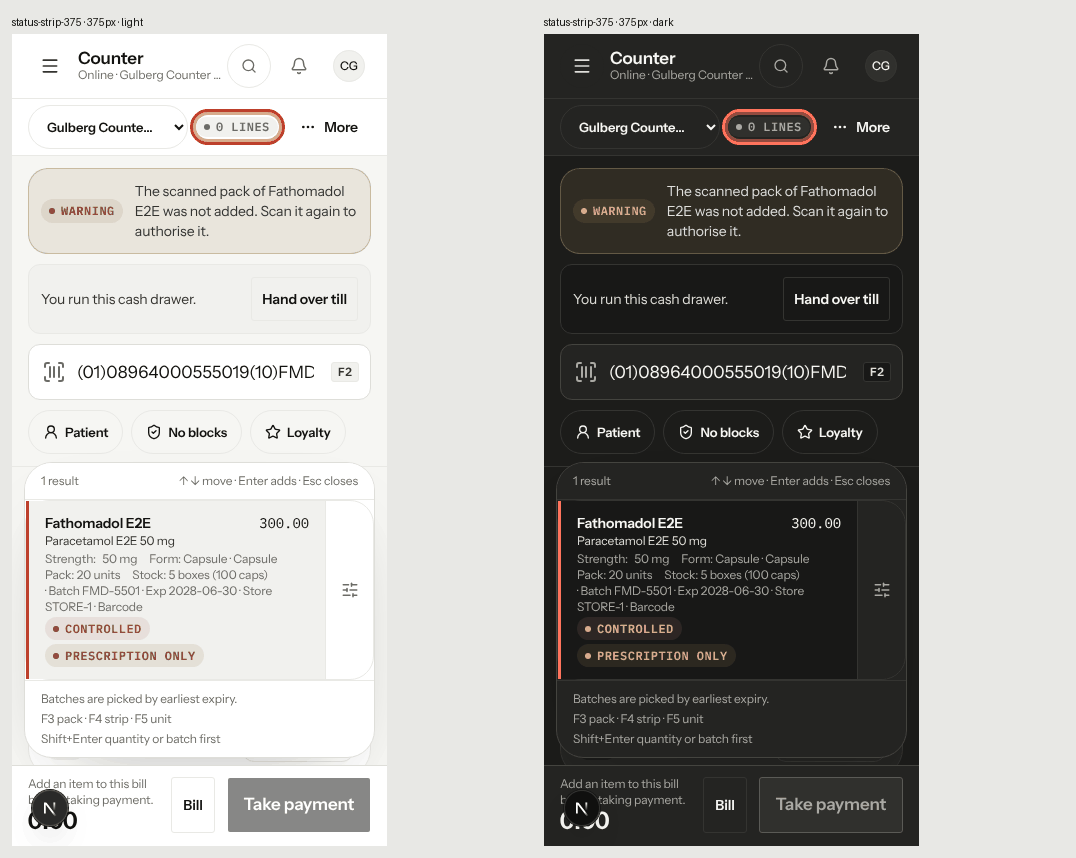 status-strip-375 · 375px · light
Counter
Online · Gulberg Counter ...
CG
Gulberg Counte...
0 LINES
More
WARNING
The scanned pack of Fathomadol
E2E was not added. Scan it again to
authorise it.
You run this cash drawer.
Hand over till
(01)08964000555019(10)FMD
F2
Patient
No blocks
Loyalty
1 result
↑ ↓ move · Enter adds · Esc closes
Fathomadol E2E
300.00
Paracetamol E2E 50 mg
Strength: 50 mg Form: Capsule · Capsule
Pack: 20 units Stock: 5 boxes (100 caps)
· Batch FMD-5501 · Exp 2028-06-30 · Store
STORE-1 · Barcode
CONTROLLED
PRESCRIPTION ONLY
Batches are picked by earliest expiry.
F3 pack · F4 strip · F5 unit
Shift+Enter quantity or batch first
Add an item to this bill
taking payment.
N
Bill
Take payment
status-strip-375 · 375px · dark
Counter
Online · Gulberg Counter ...
CG
Gulberg Counte...
0 LINES
More
WARNING
The scanned pack of Fathomadol
E2E was not added. Scan it again to
authorise it.
You run this cash drawer.
Hand over till
(01)08964000555019(10)FMD
F2
Patient
No blocks
Loyalty
1 result
↑ ↓ move · Enter adds · Esc closes
Fathomadol E2E
300.00
Paracetamol E2E 50 mg
Strength: 50 mg Form: Capsule · Capsule
Pack: 20 units Stock: 5 boxes (100 caps)
· Batch FMD-5501 · Exp 2028-06-30 · Store
STORE-1 · Barcode
CONTROLLED
PRESCRIPTION ONLY
Batches are picked by earliest expiry.
F3 pack · F4 strip · F5 unit
Shift+Enter quantity or batch first
Add an item to this bill
taking payment.
N
Bill
Take payment